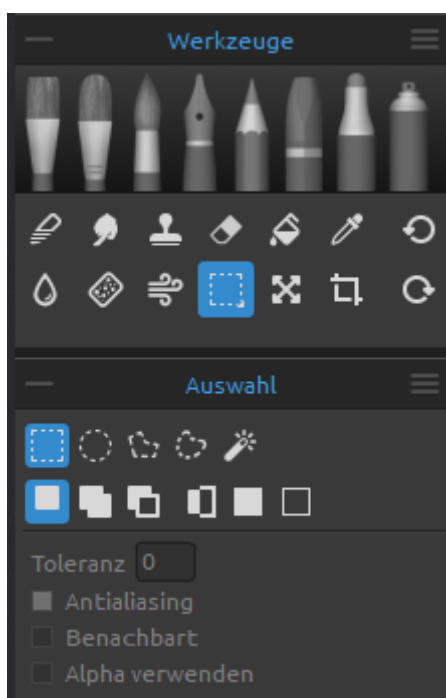 Werkzeuge
Auswahl
Toleranz 0
Antialiasing
Benachbart
Alpha verwenden